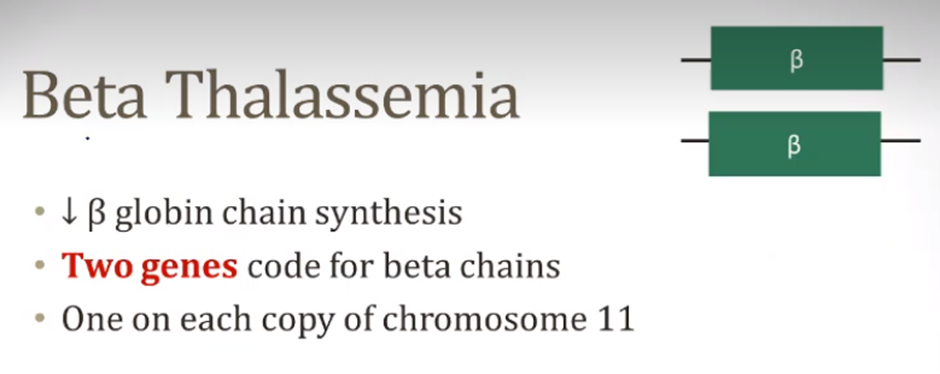 β
Beta Thalassemia
β
• ↓ β globin chain synthesis
• Two genes code for beta chains
• One on each copy of chromosome 11